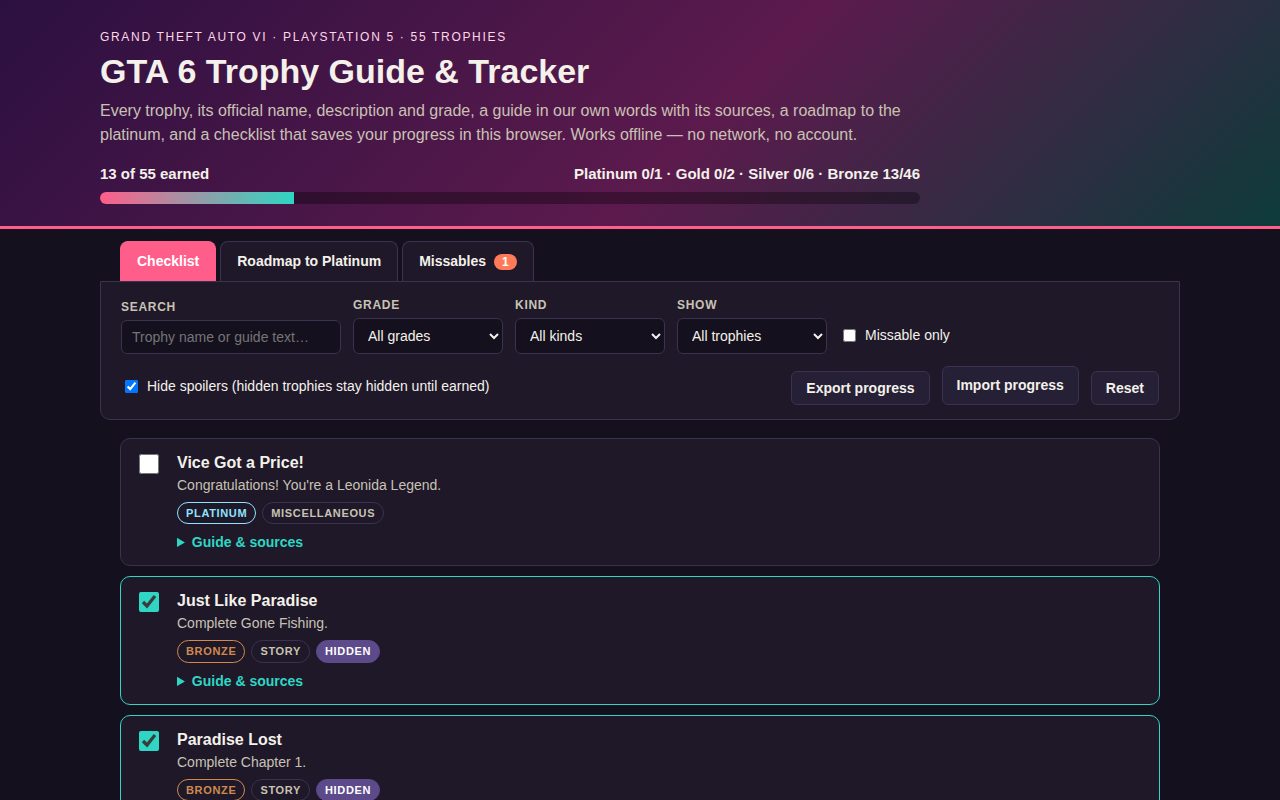 GRAND THEFT AUTO VI · PLAYSTATION 5 · 55 TROPHIES
GTA 6 Trophy Guide & Tracker
Every trophy, its official name, description and grade, a guide in our own words with its sources, a roadmap to the
platinum, and a checklist that saves your progress in this browser. Works offline — no network, no account.
13 of 55 earned
Platinum 0/1 · Gold 0/2 · Silver 0/6 · Bronze 13/46
Checklist
Roadmap to Platinum
Missables 1
SEARCH
Trophy name or guide text…
GRADE
All grades
KIND
All kinds
SHOW
All trophies
Missable only
Hide spoilers (hidden trophies stay hidden until earned)
Export progress
Import progress
Reset
Vice Got a Price!
Congratulations! You're a Leonida Legend.
PLATINUM MISCELLANEOUS
Guide & sources
Just Like Paradise
Complete Gone Fishing.
BRONZE STORY HIDDEN
Guide & sources
Paradise Lost
Complete Chapter 1.
BRONZE STORY HIDDEN